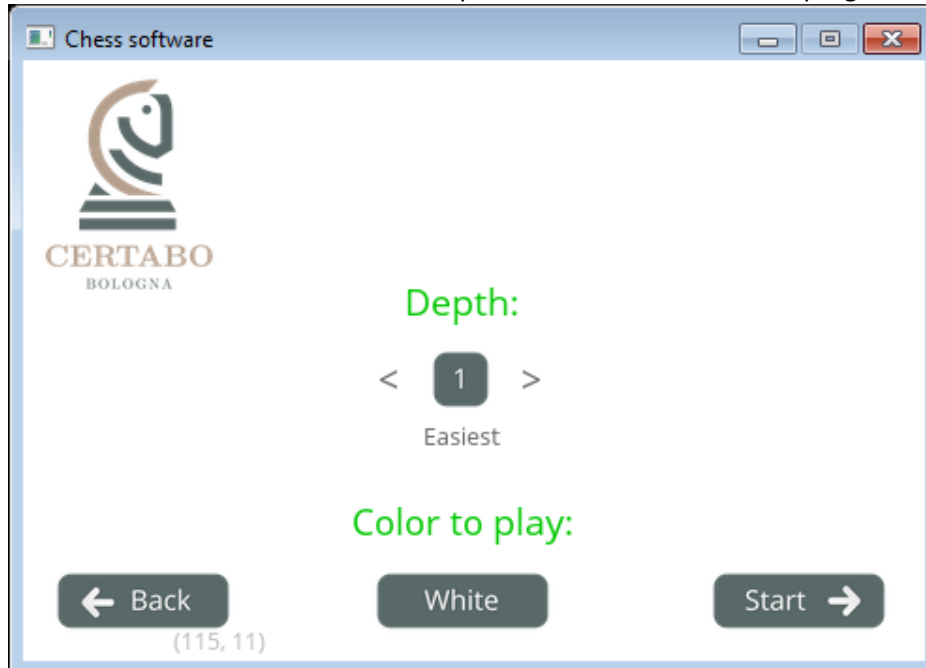 Chess software
CERTABO
BOLOGNA
Depth:
< 1 >
Easiest
Color to play:
Back White Start
(115, 11)